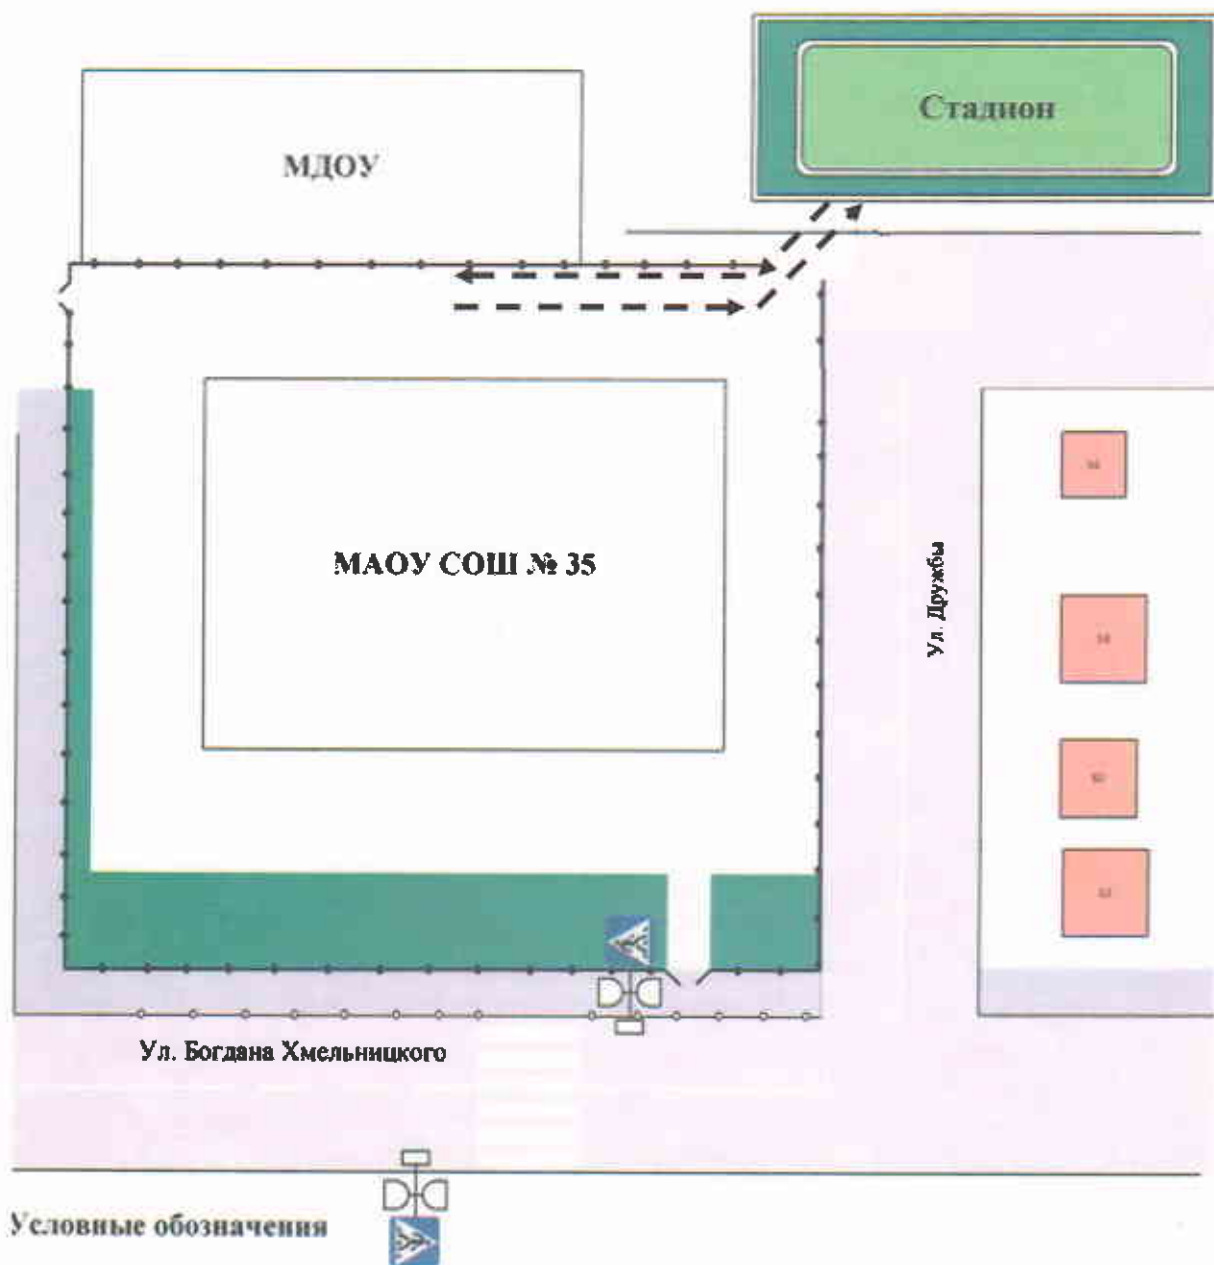 Стадион
МДОУ
МАОУ СОШ № 35
Ул. Дружбы
Ул. Богдана Хмельницкого
Условные обозначения